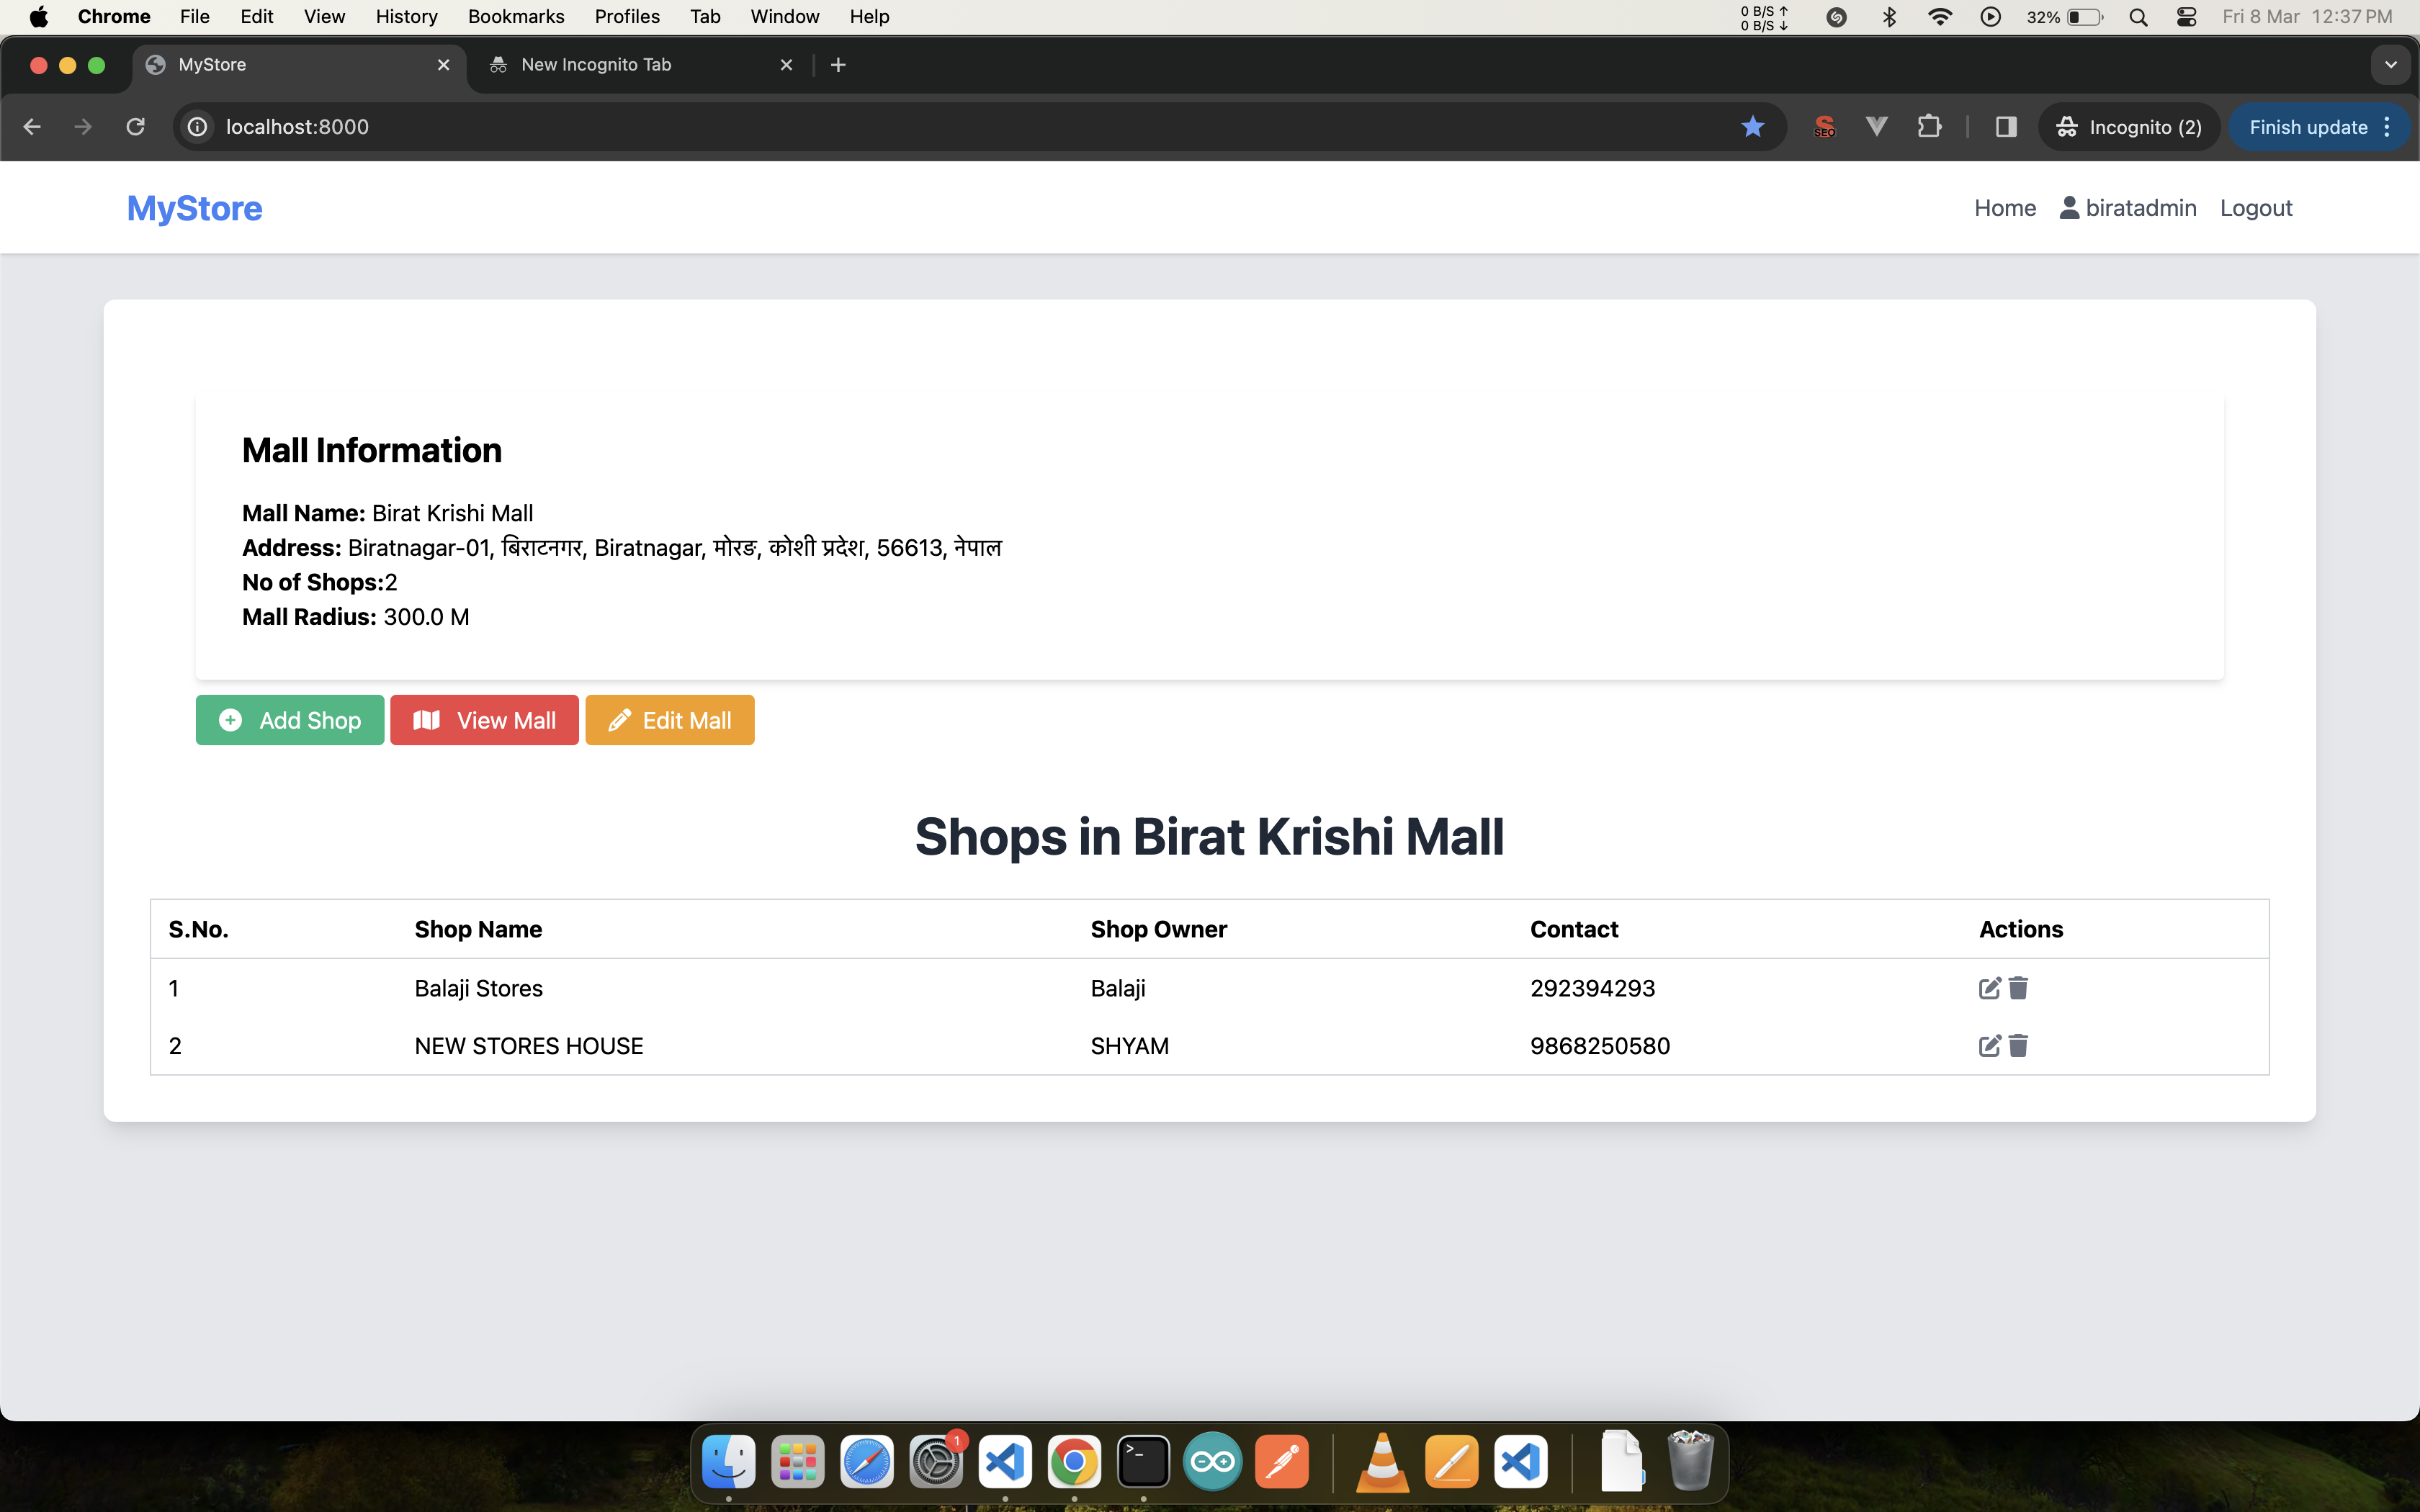 Chrome File Edit View History Bookmarks Profiles Tab Window Help 0 B/S ↑ 0 B/S ↓ 32% Fri 8 Mar 12:37 PM
MyStore New Incognito Tab
localhost:8000 SEO Incognito (2) Finish update
MyStore Home biratadmin Logout
Mall Information
Mall Name: Birat Krishi Mall
Address: Biratnagar-01, बिराटनगर, Biratnagar, मोरङ, कोशी प्रदेश, 56613, नेपाल
No of Shops:2
Mall Radius: 300.0 M
Add Shop View Mall Edit Mall
Shops in Birat Krishi Mall
S.No. Shop Name Shop Owner Contact Actions
1 Balaji Stores Balaji 292394293
2 NEW STORES HOUSE SHYAM 9868250580
1